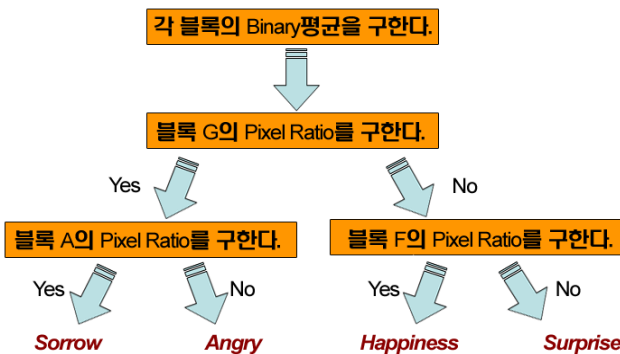 각 블록의 Binary평균을 구한다.
블록 G의 Pixel Ratio를 구한다.
Yes No
블록 A의 Pixel Ratio를 구한다. 블록 F의 Pixel Ratio를 구한다.
Yes No Yes No
Sorrow Angry Happiness Surprise